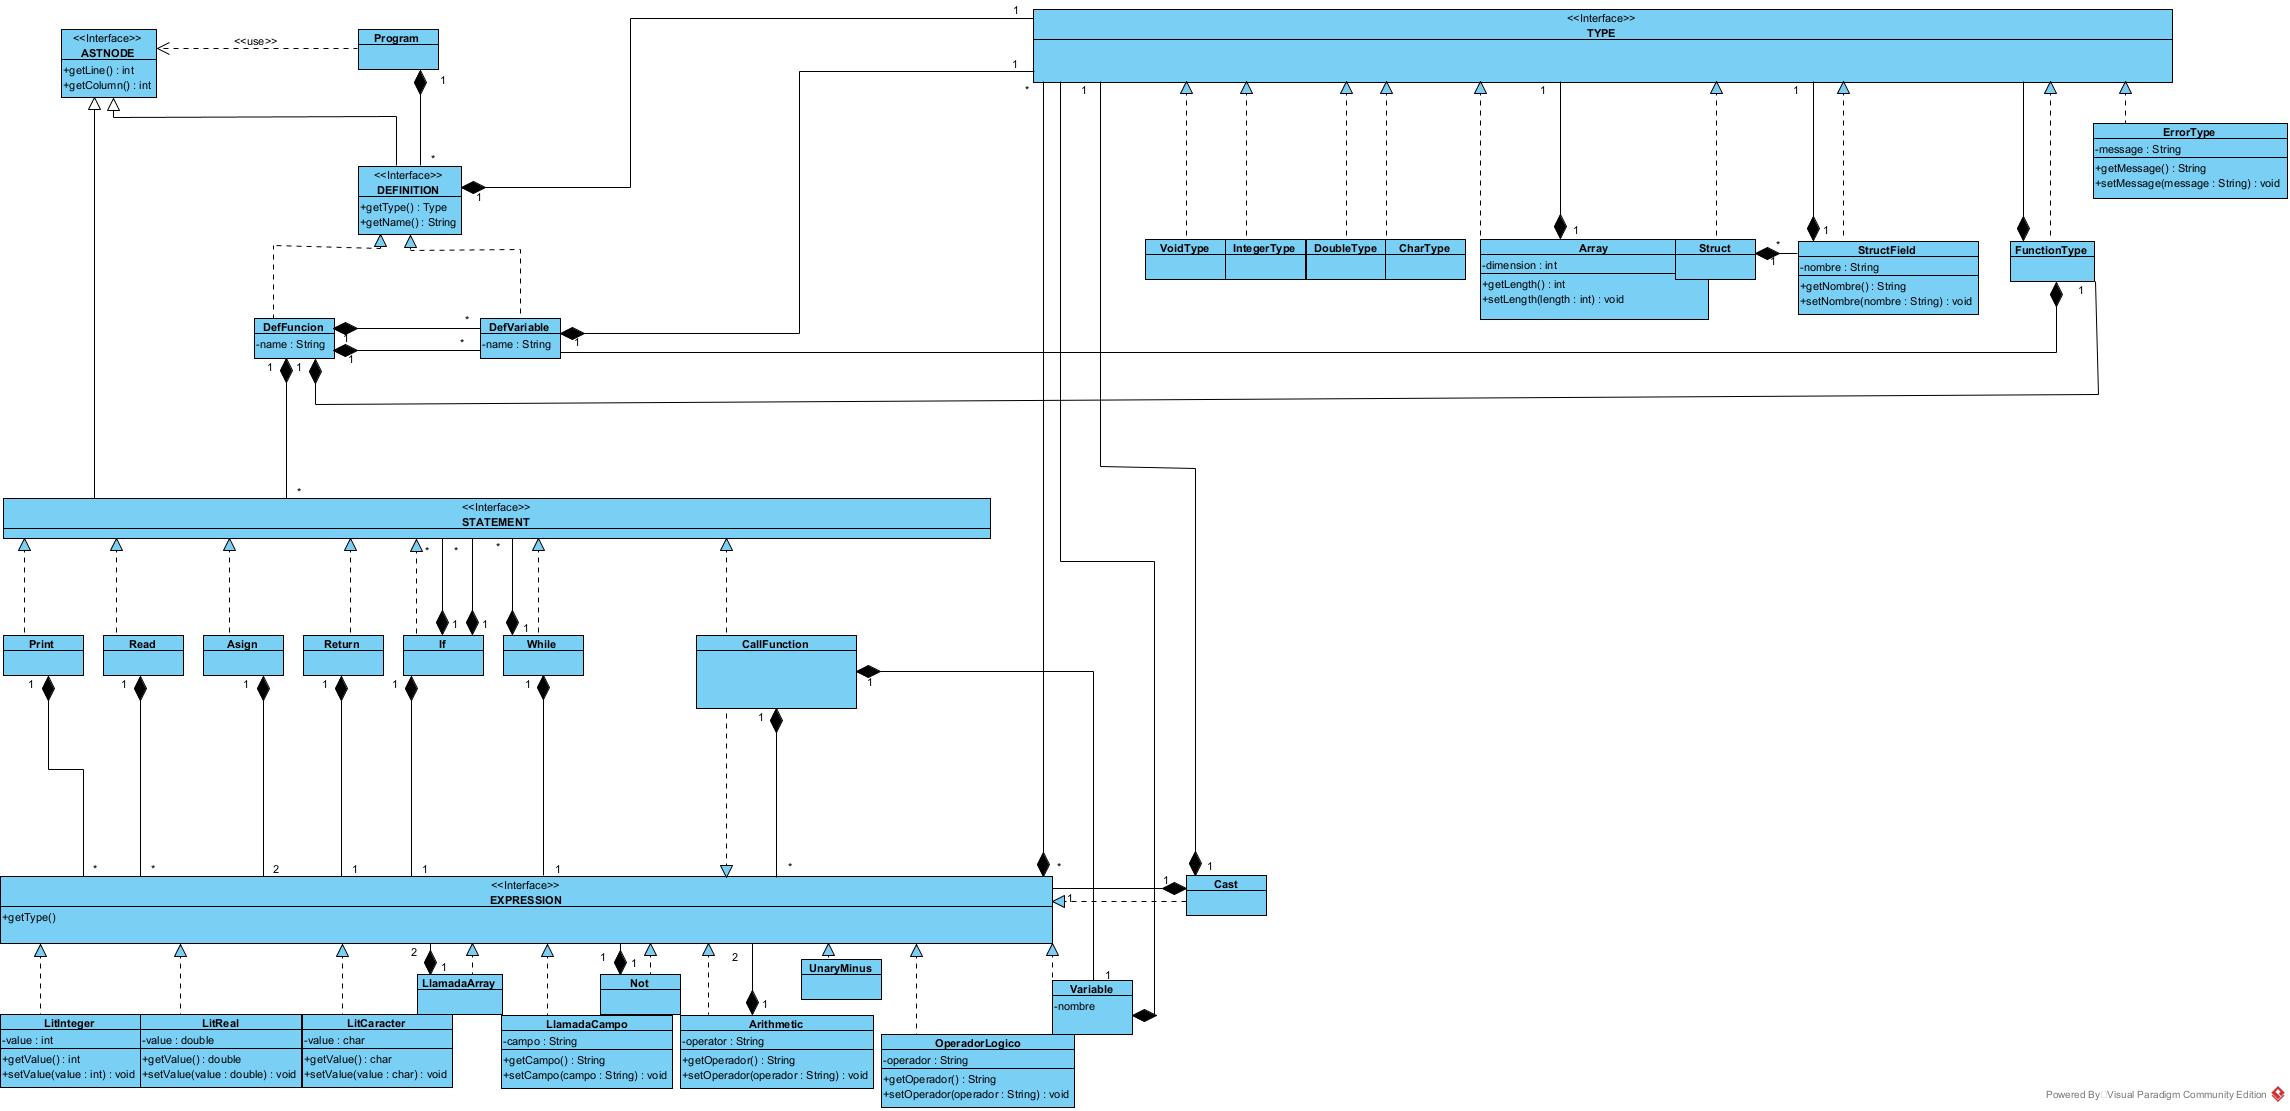 <<Interface>>
ASTNODE
+getLine() : int
+getColumn() : int
<<use>>
Program
1
*
<<Interface>>
DEFINITION
+getType() : Type
+getName() : String
1
1
1
<<Interface>>
TYPE
*
1
1
1
VoidType
IntegerType
DoubleType
CharType
Array
-dimension : int
+getLength() : int
+setLength(length : int) : void
1
Struct
*
1
StructField
-nombre : String
+getNombre() : String
+setNombre(nombre : String) : void
1
FunctionType
1
ErrorType
-message : String
+getMessage() : String
+setMessage(message : String) : void
DefFuncion
-name : String
1
*
1
*
DefVariable
-name : String
1
1
1
*
<<Interface>>
STATEMENT
*
*
*
1
1
1
Print
Read
Asign
Return
If
While
CallFunction
1
1
1
1
1
1
1
1
*
*
2
1
1
1
*
*
<<Interface>>
EXPRESSION
+getType()
1
1
1
Cast
2
1
LlamadaArray
1
1
Not
2
1
UnaryMinus
1
Variable
-nombre
LitInteger
-value : int
+getValue() : int
+setValue(value : int) : void
LitReal
-value : double
+getValue() : double
+setValue(value : double) : void
LitCaracter
-value : char
+getValue() : char
+setValue(value : char) : void
LlamadaCampo
-campo : String
+getCampo() : String
+setCampo(campo : String) : void
Arithmetic
-operator : String
+getOperador() : String
+setOperador(operador : String) : void
OperadorLogico
-operador : String
+getOperador() : String
+setOperador(operador : String) : void
Powered By Visual Paradigm Community Edition